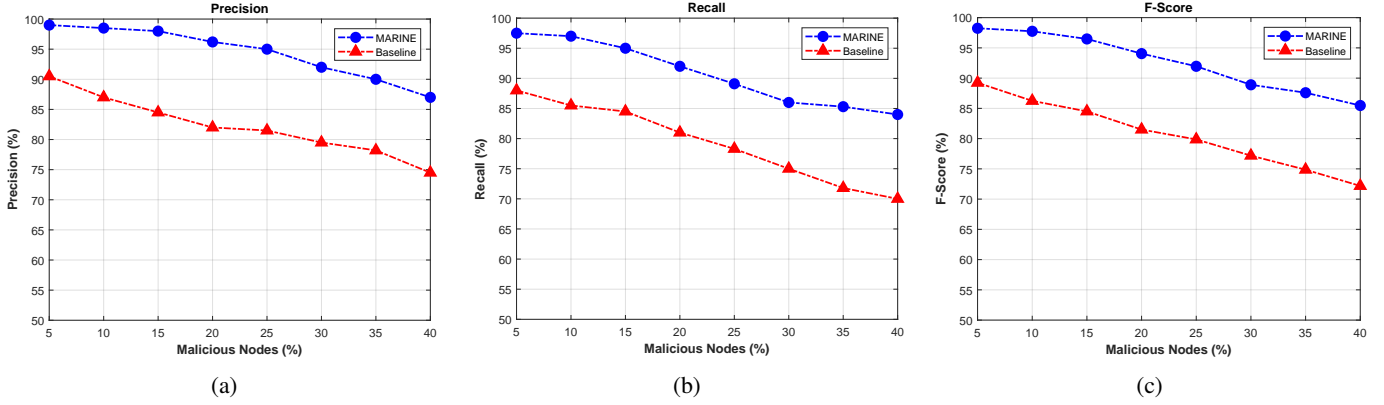 Precision
100
95
90
85
80
75
70
65
60
55
50
Precision (%)
5 10 15 20 25 30 35 40
Malicious Nodes (%)
MARINE
Baseline
(a)
Recall
100
95
90
85
80
75
70
65
60
55
50
Recall (%)
5 10 15 20 25 30 35 40
Malicious Nodes (%)
MARINE
Baseline
(b)
F-Score
100
95
90
85
80
75
70
65
60
55
50
F-Score (%)
5 10 15 20 25 30 35 40
Malicious Nodes (%)
MARINE
Baseline
(c)